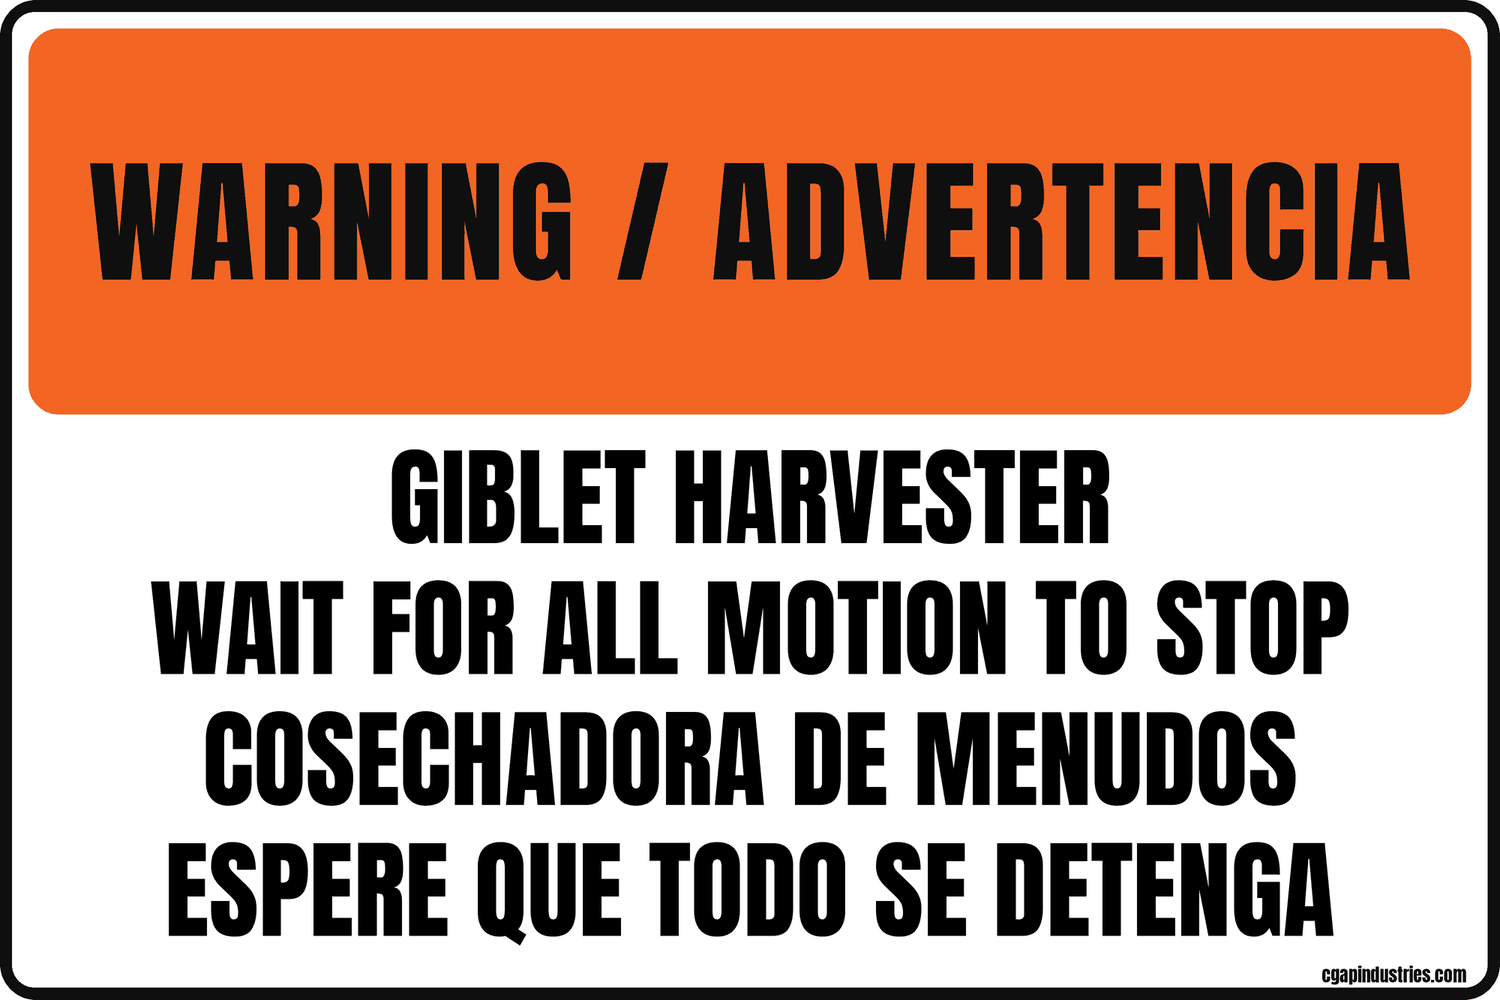 WARNING / ADVERTENCIA
GIBLET HARVESTER
WAIT FOR ALL MOTION TO STOP
COSECHADORA DE MENUDOS
ESPERE QUE TODO SE DETENGA
cgapindustries.com